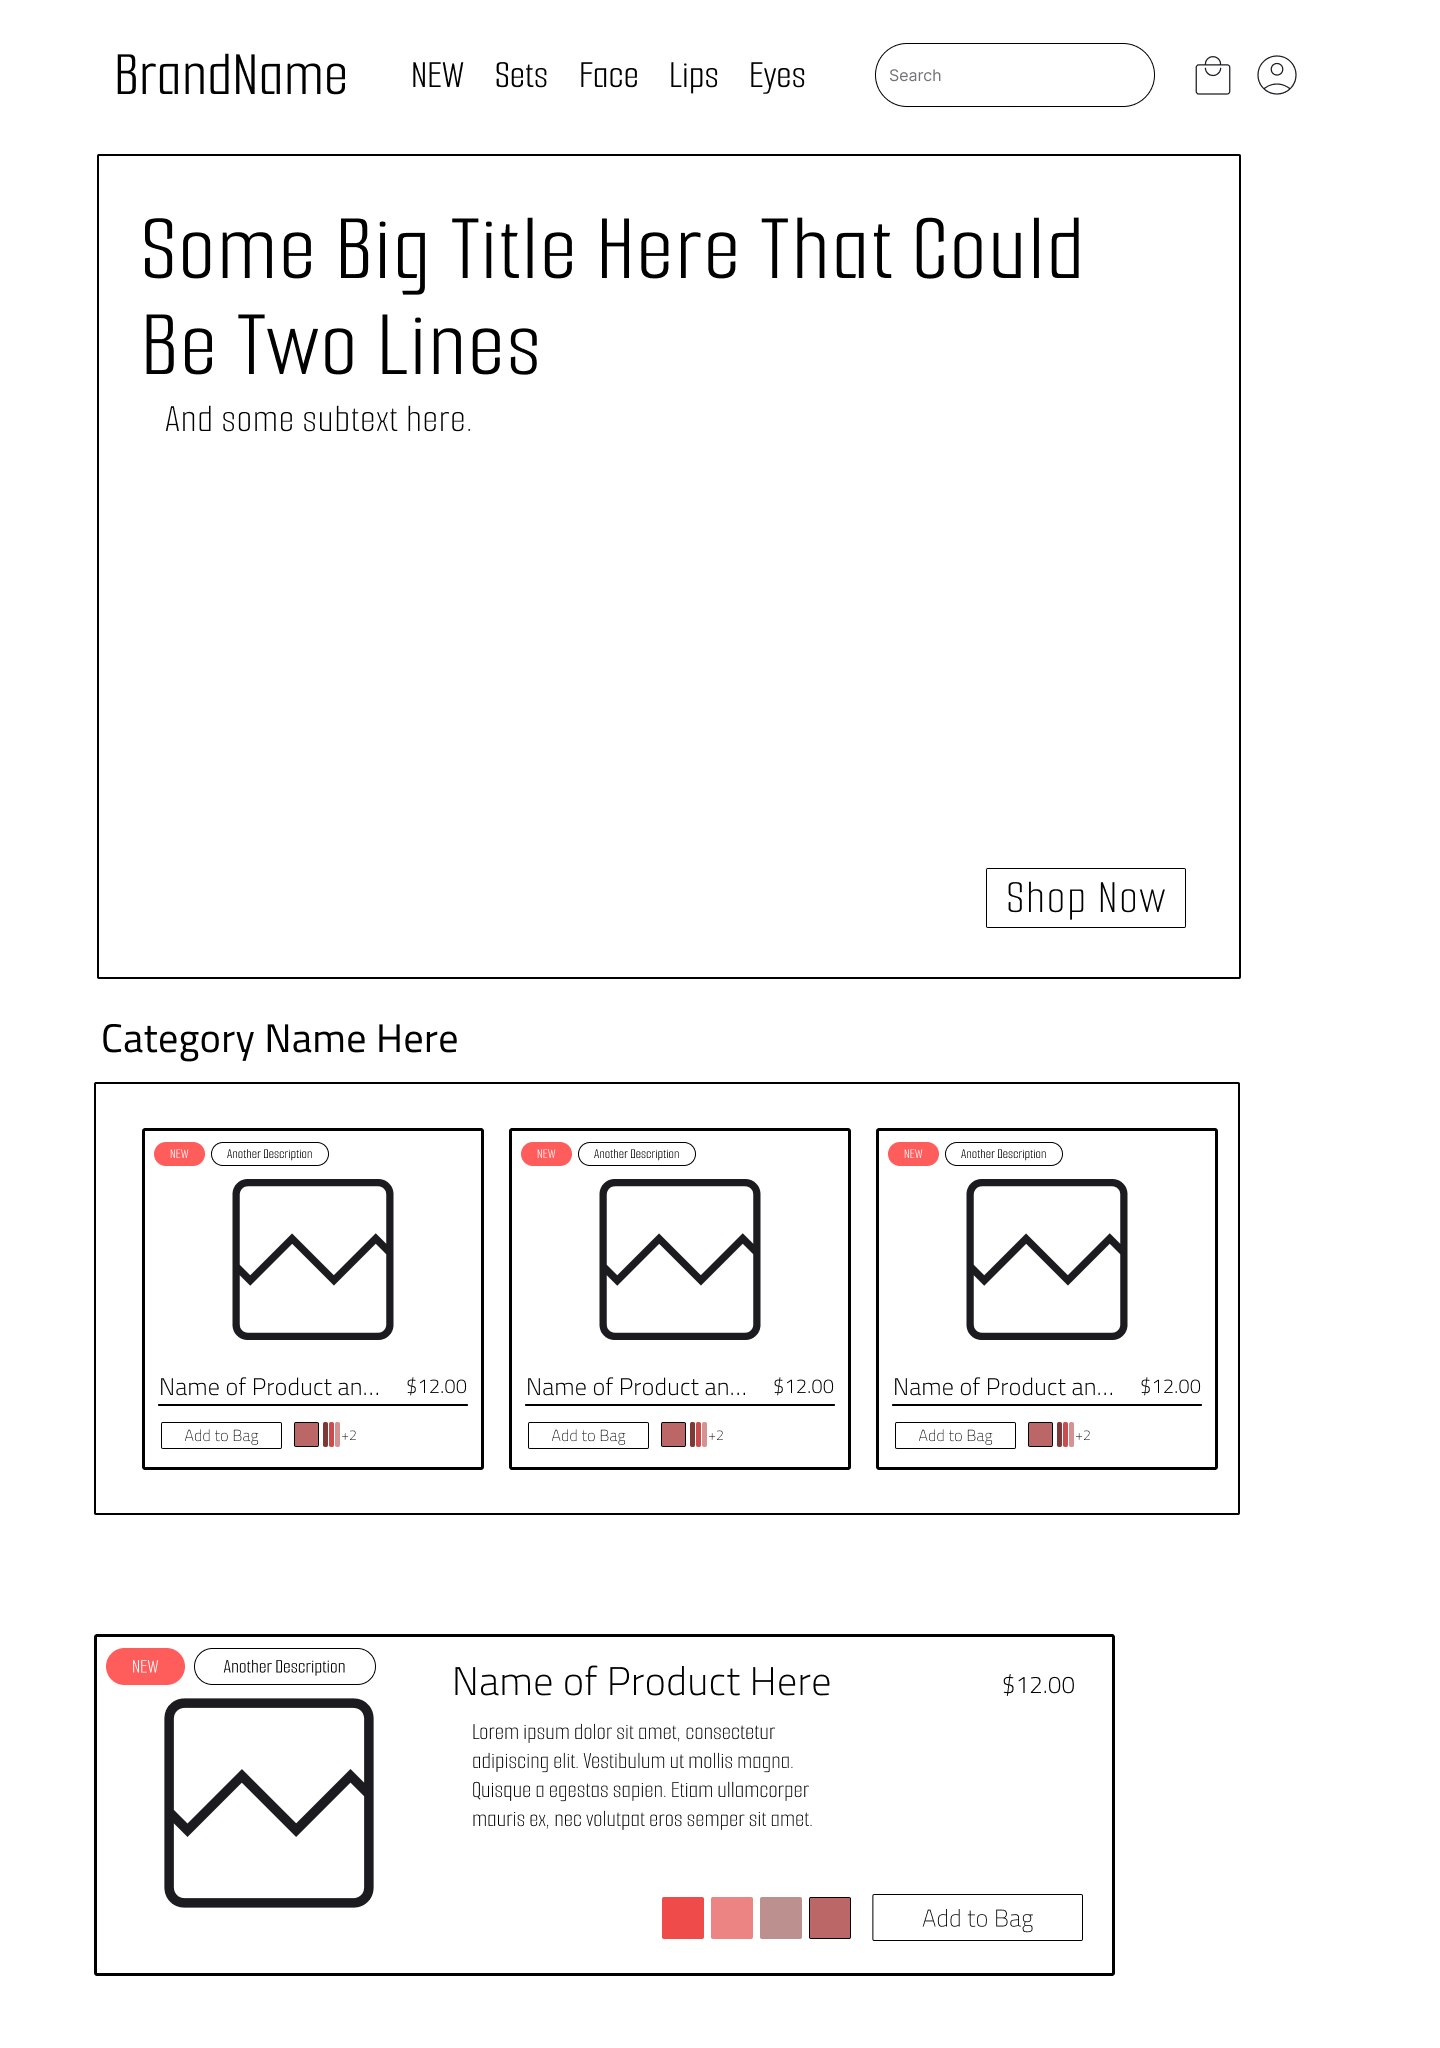 BrandName NEW Sets Face Lips Eyes Search
Some Big Title Here That Could
Be Two Lines
And some subtext here.
Shop Now
Category Name Here
NEW Another Description
Name of Product an... $12.00
Add to Bag +2
NEW Another Description
Name of Product an... $12.00
Add to Bag +2
NEW Another Description
Name of Product an... $12.00
Add to Bag +2
NEW Another Description
Name of Product Here $12.00
Lorem ipsum dolor sit amet, consectetur
adipiscing elit. Vestibulum ut mollis magna.
Quisque a egestas sapien. Etiam ullamcorper
mauris ex, nec volutpat eros semper sit amet.
Add to Bag